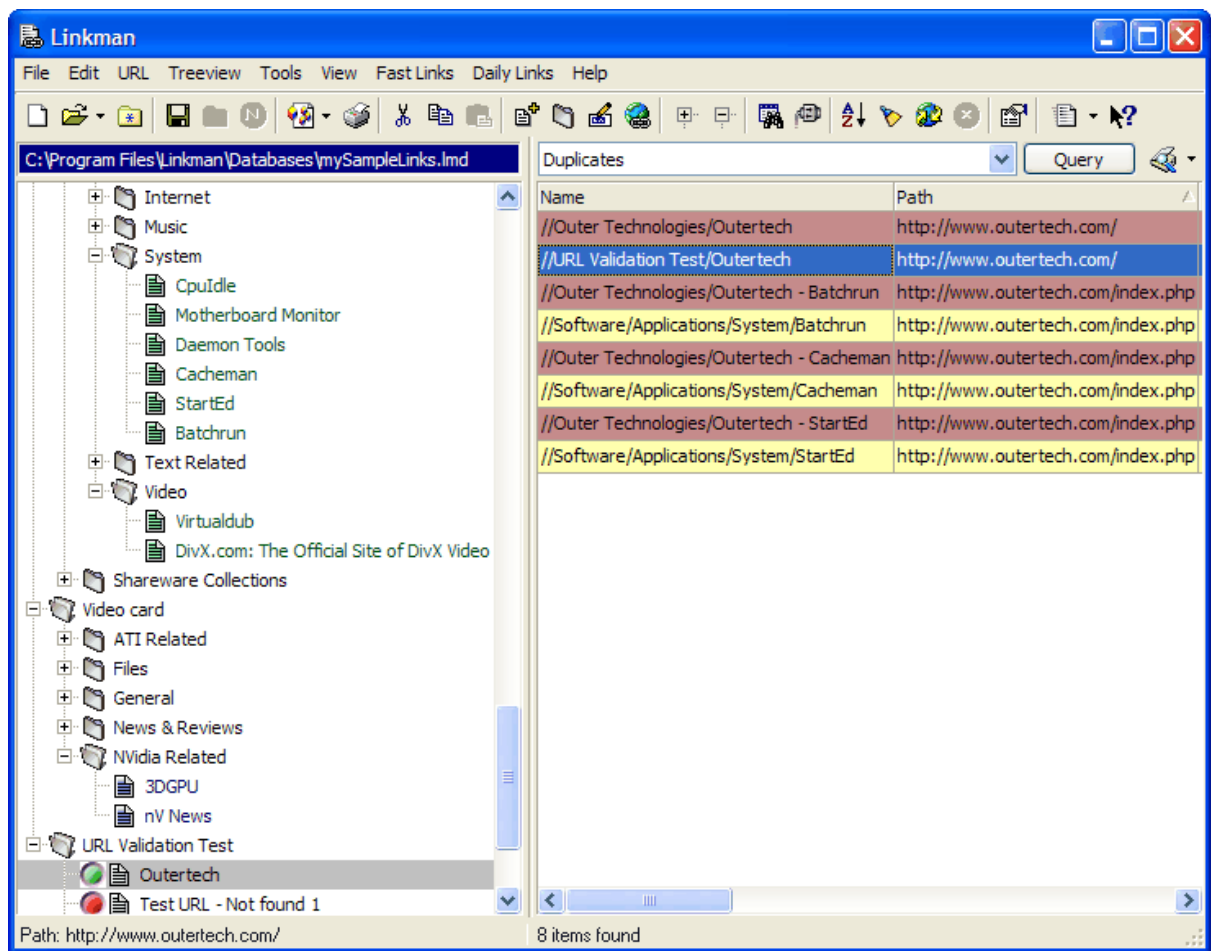 Linkman
File Edit URL Treeview Tools View Fast Links Daily Links Help
C:\Program Files\Linkman\Databases\mySampleLinks.lmd
Internet
Music
System
CpuIdle
Motherboard Monitor
Daemon Tools
Cacheman
StartEd
Batchrun
Text Related
Video
Virtualdub
DivX.com: The Official Site of DivX Video
Shareware Collections
Video card
ATI Related
Files
General
News & Reviews
NVidia Related
3DGPU
nV News
URL Validation Test
Outertech
Test URL - Not found 1
Duplicates Query
Name Path
//Outer Technologies/Outertech http://www.outertech.com/
//URL Validation Test/Outertech http://www.outertech.com/
//Outer Technologies/Outertech - Batchrun http://www.outertech.com/index.php
//Software/Applications/System/Batchrun http://www.outertech.com/index.php
//Outer Technologies/Outertech - Cacheman http://www.outertech.com/index.php
//Software/Applications/System/Cacheman http://www.outertech.com/index.php
//Outer Technologies/Outertech - StartEd http://www.outertech.com/index.php
//Software/Applications/System/StartEd http://www.outertech.com/index.php
Path: http://www.outertech.com/ 8 items found